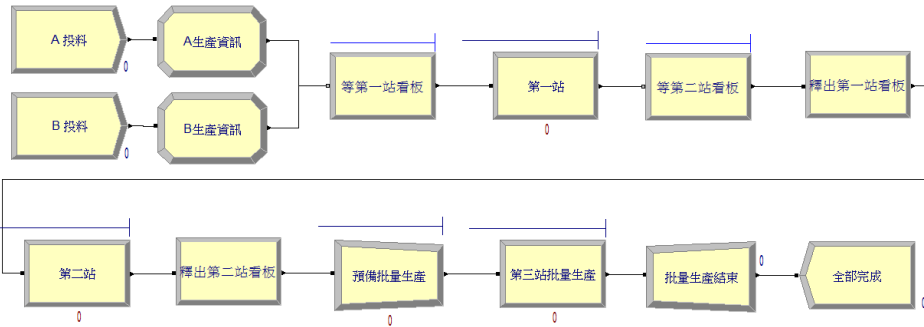 A 投料
0
A生產資訊
B 投料
0
B生產資訊
等第一站看板
第一站
0
等第二站看板
釋出第一站看板
第二站
0
釋出第二站看板
預備批量生產
0
第三站批量生產
0
批量生產結束
0
全部完成
0